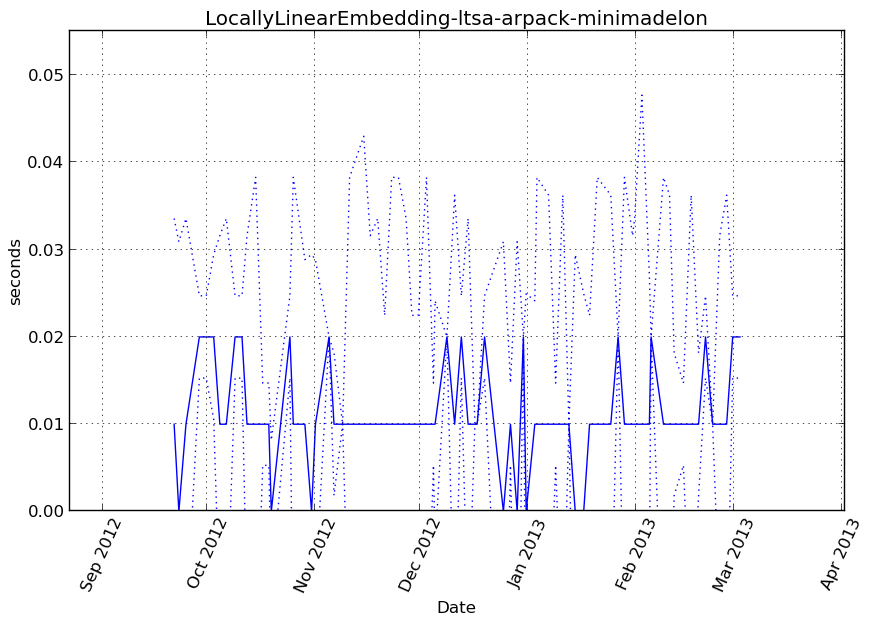 LocallyLinearEmbedding-ltsa-arpack-minimadelon
0.05
0.04
0.03
0.02
0.01
0.00
seconds
Sep 2012
Oct 2012
Nov 2012
Dec 2012
Jan 2013
Feb 2013
Mar 2013
Apr 2013
Date